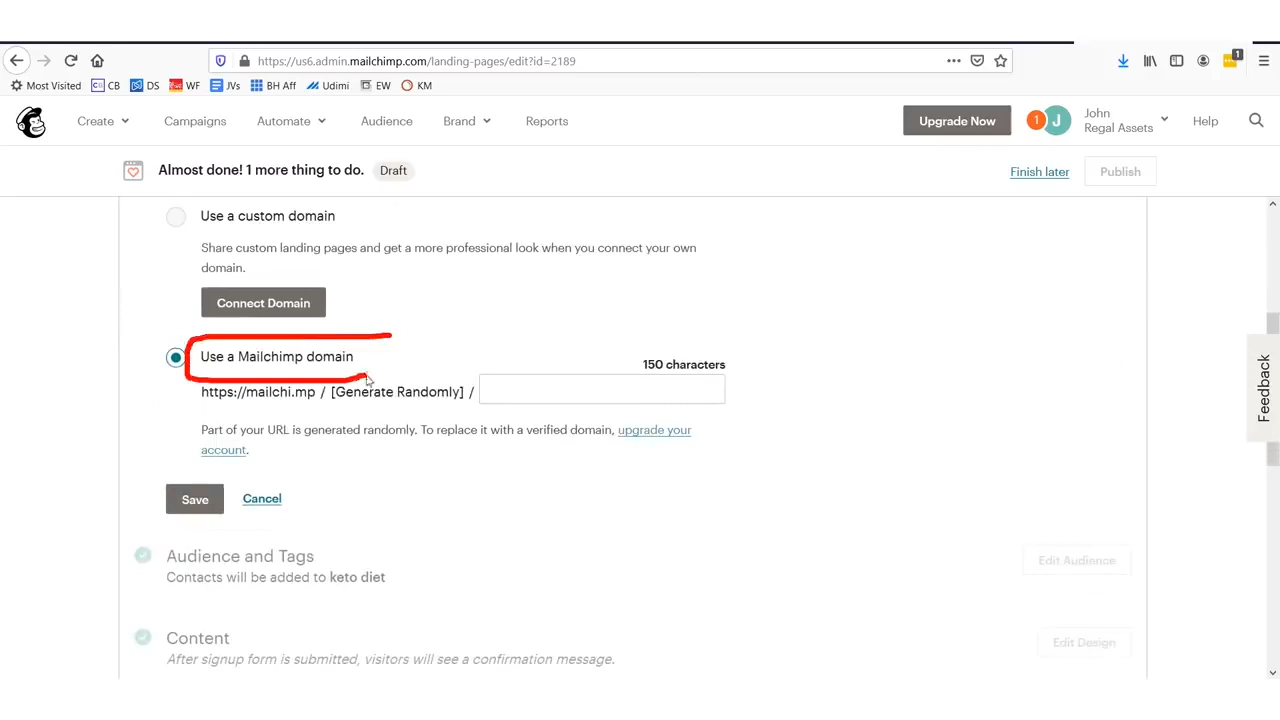 https://us6.admin.mailchimp.com/landing-pages/edit?id=2189
1
Most Visited CB DS WF JVs BH Aff Udimi EW KM
Create Campaigns Automate Audience Brand Reports Upgrade Now 1 J John Help
Regal Assets
Almost done! 1 more thing to do. Draft Finish later Publish
Use a custom domain
Share custom landing pages and get a more professional look when you connect your own
domain.
Connect Domain
Use a Mailchimp domain
150 characters
https://mailchi.mp / [Generate Randomly] /
Part of your URL is generated randomly. To replace it with a verified domain, upgrade your
account.
Save Cancel
Audience and Tags
Contacts will be added to keto diet
Edit Audience
Content
After signup form is submitted, visitors will see a confirmation message.
Edit Design
Feedback